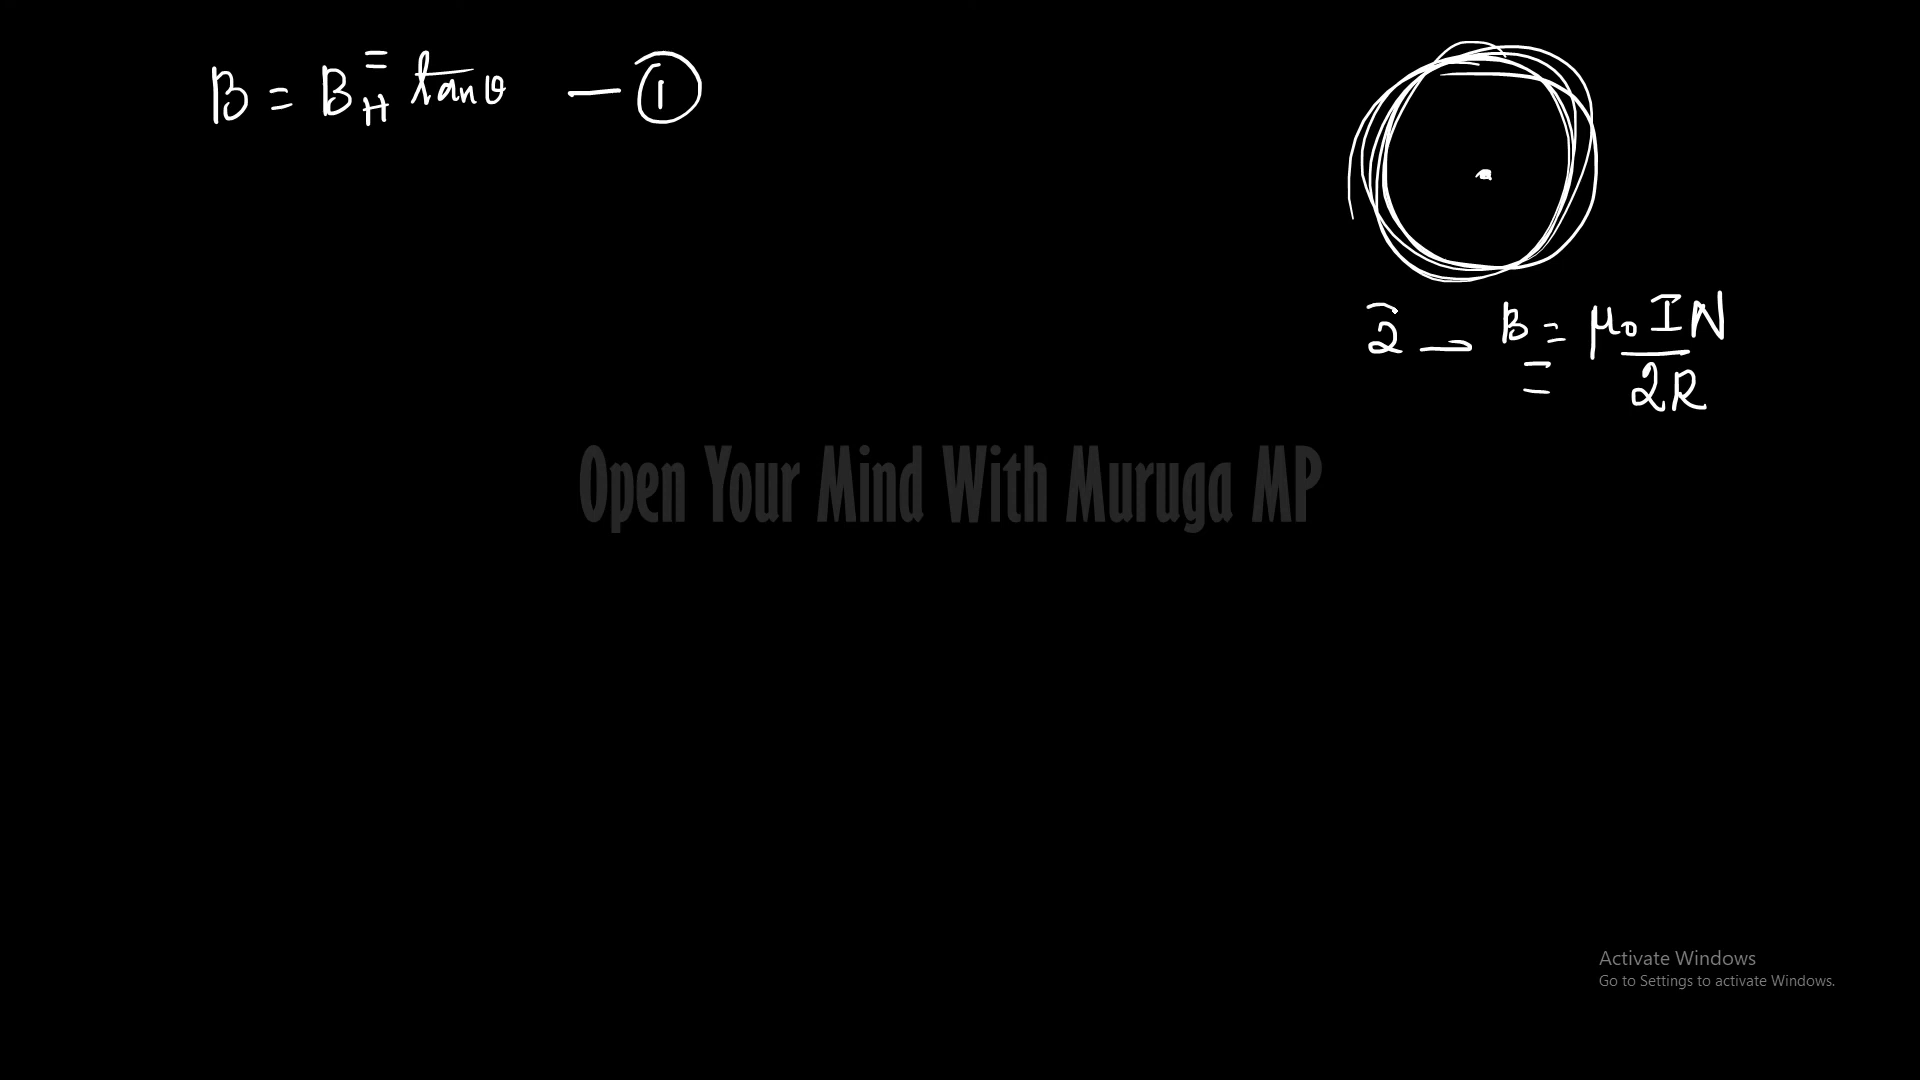 B = B_H tanθ — ①
2 — B = μ₀IN / 2R
Open Your Mind With Muruga MP
Activate Windows
Go to Settings to activate Windows.